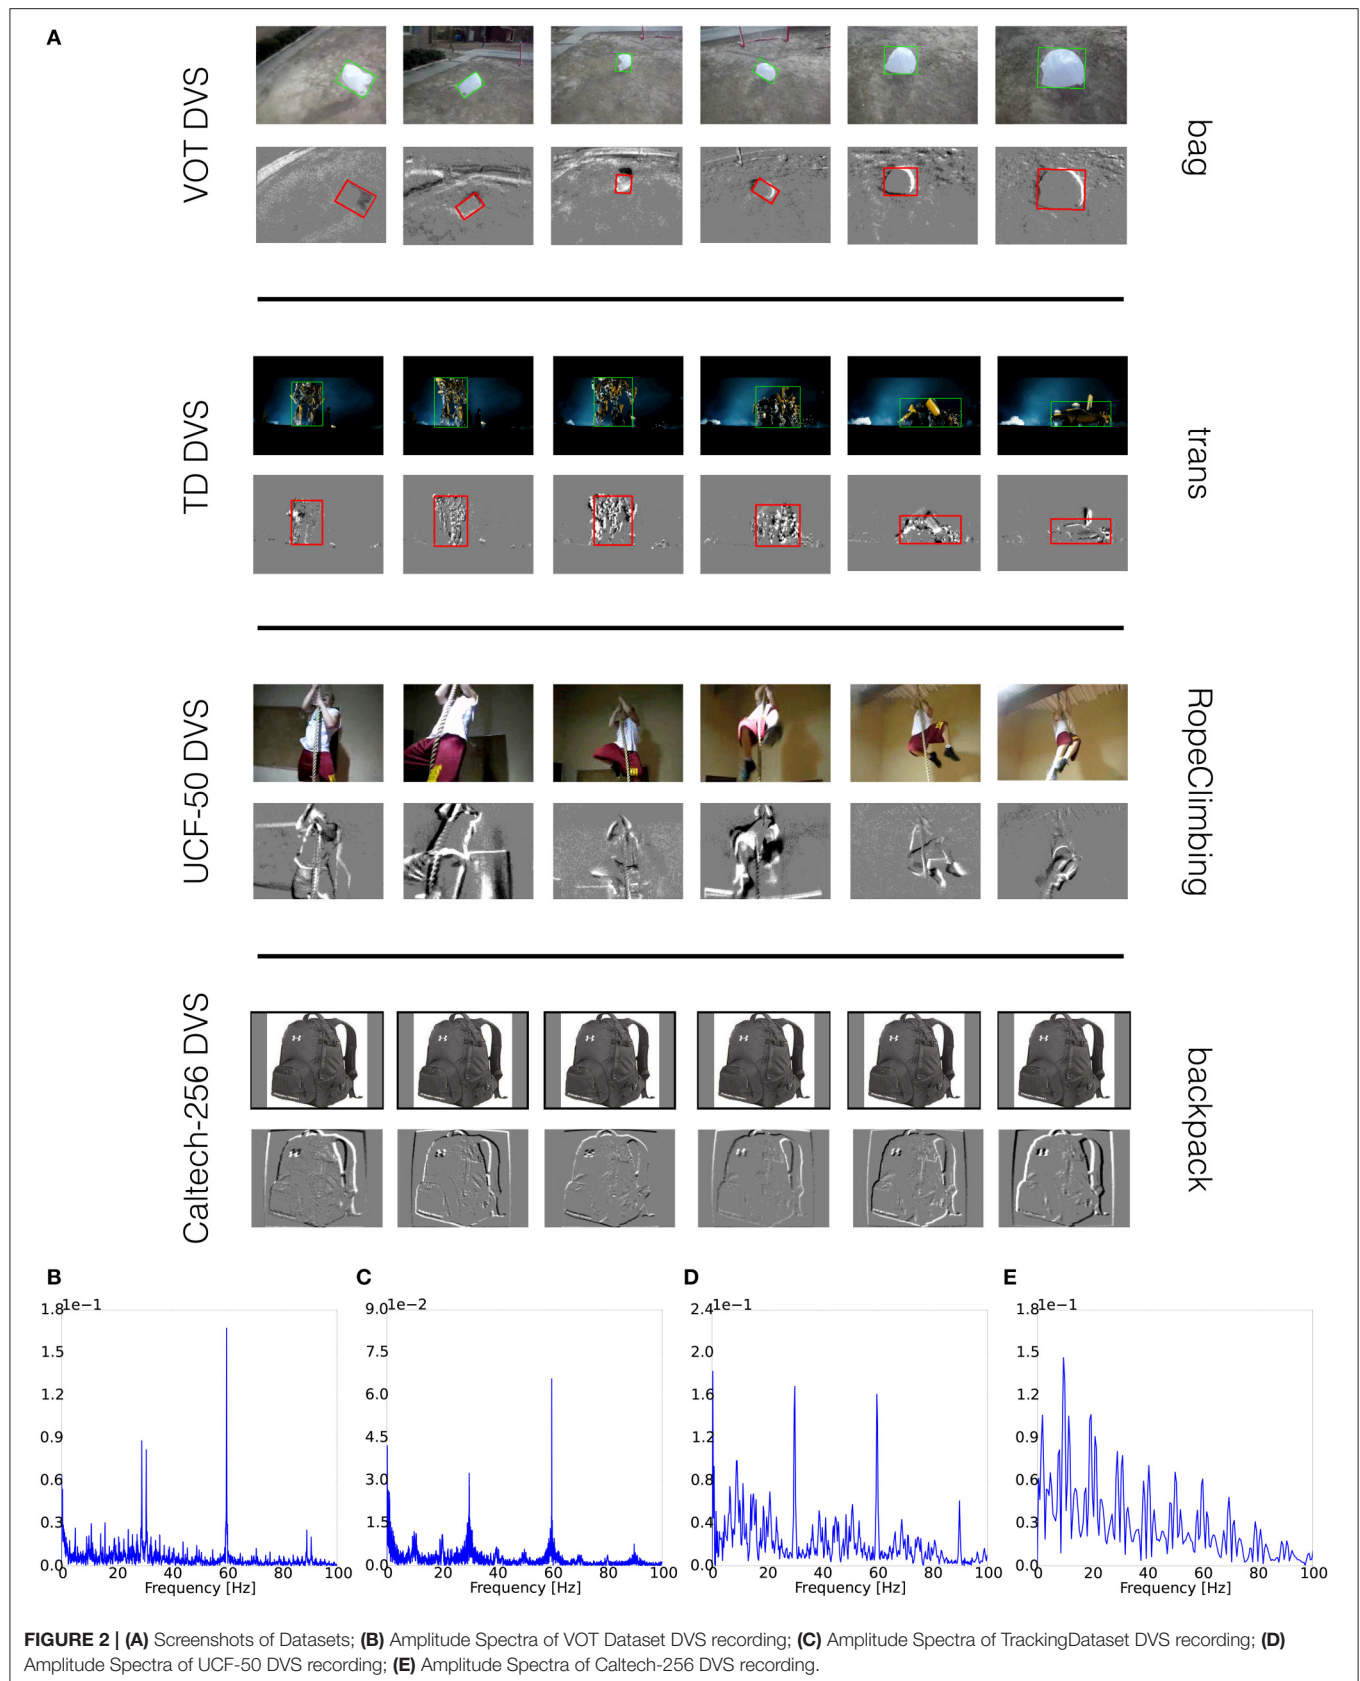 A
VOT DVS
bag
TD DVS
trans
UCF-50 DVS
RopeClimbing
Caltech-256 DVS
backpack
B
1e−1
1.8
1.5
1.2
0.9
0.6
0.3
0.0
0 20 40 60 80 100
Frequency [Hz]
C
1e−2
9.0
7.5
6.0
4.5
3.0
1.5
0.0
0 20 40 60 80 100
Frequency [Hz]
D
1e−1
2.4
2.0
1.6
1.2
0.8
0.4
0.0
0 20 40 60 80 100
Frequency [Hz]
E
1e−1
1.8
1.5
1.2
0.9
0.6
0.3
0.0
0 20 40 60 80 100
Frequency [Hz]
FIGURE 2 | (A) Screenshots of Datasets; (B) Amplitude Spectra of VOT Dataset DVS recording; (C) Amplitude Spectra of TrackingDataset DVS recording; (D)
Amplitude Spectra of UCF-50 DVS recording; (E) Amplitude Spectra of Caltech-256 DVS recording.